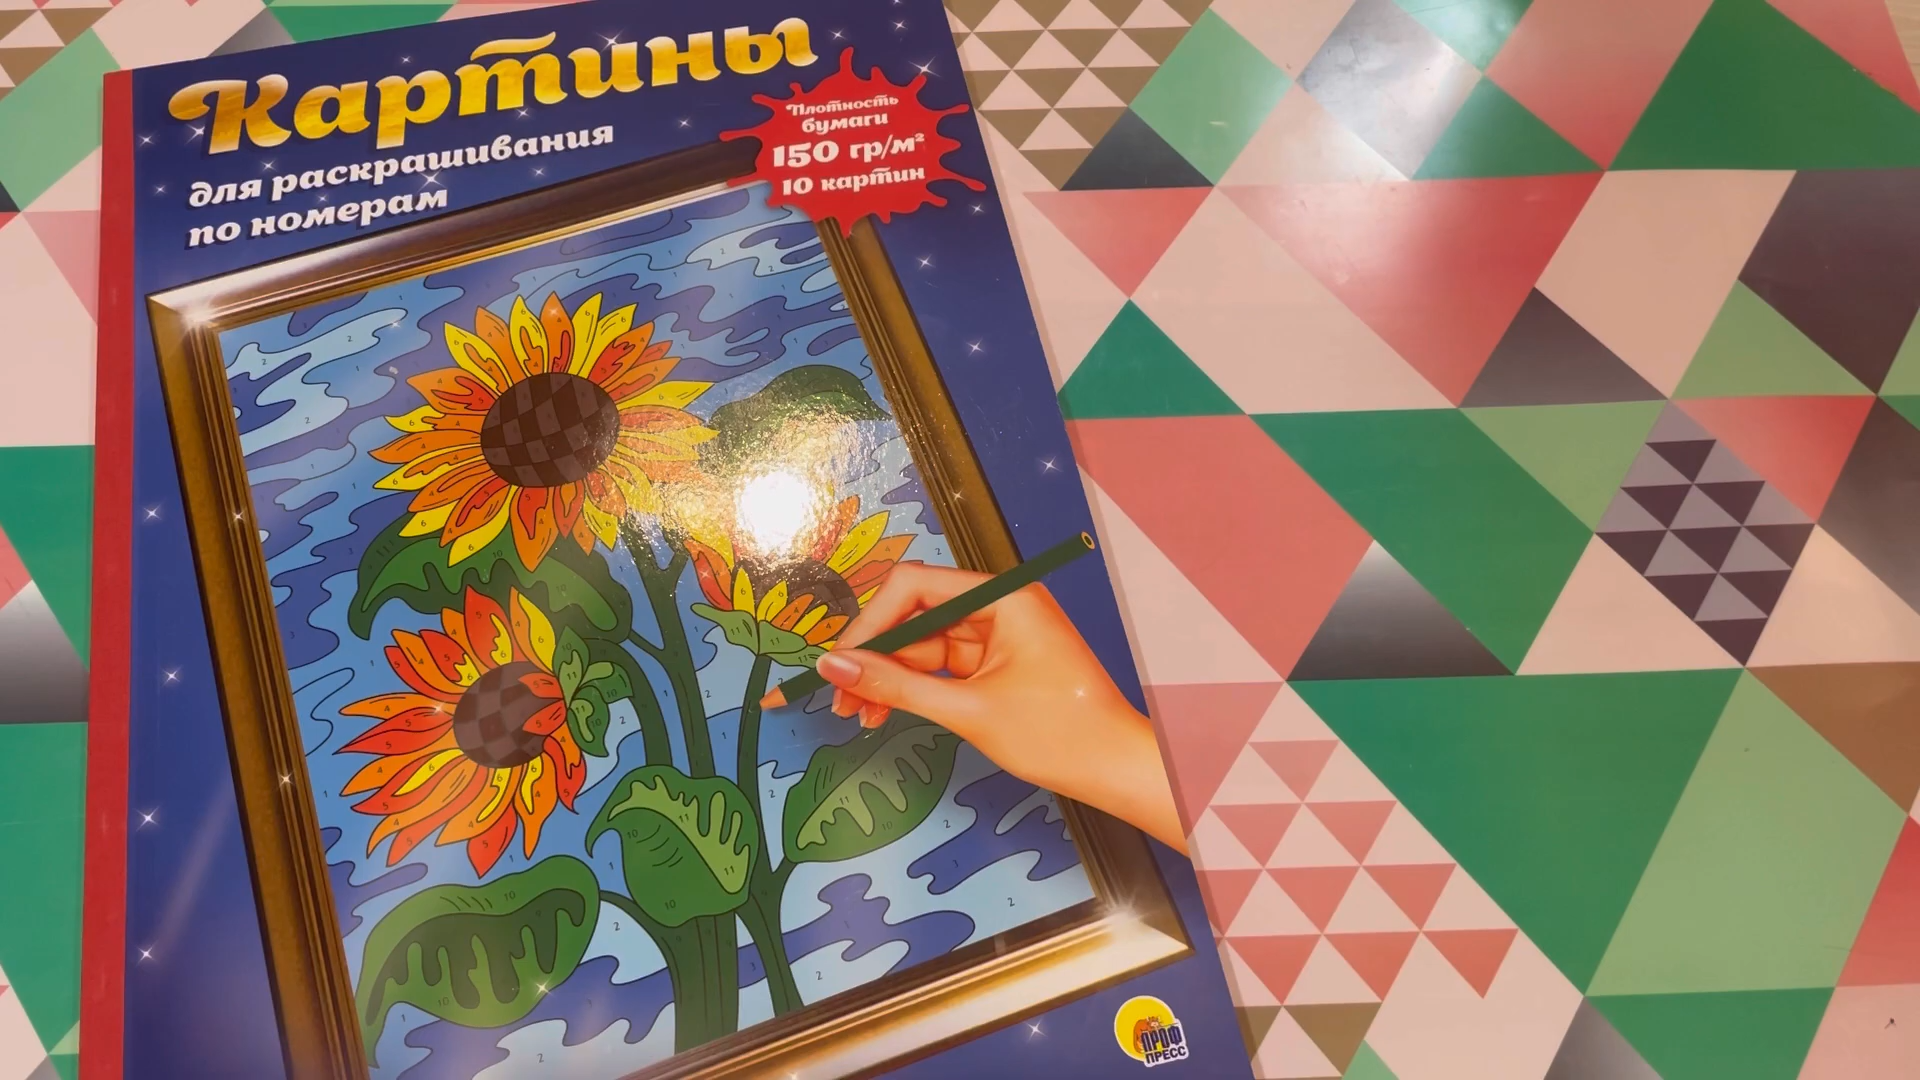 Картины
для раскрашивания
по номерам
Плотность
бумаги
150 гр/м²
10 картин
ПРОФ
ПРЕСС